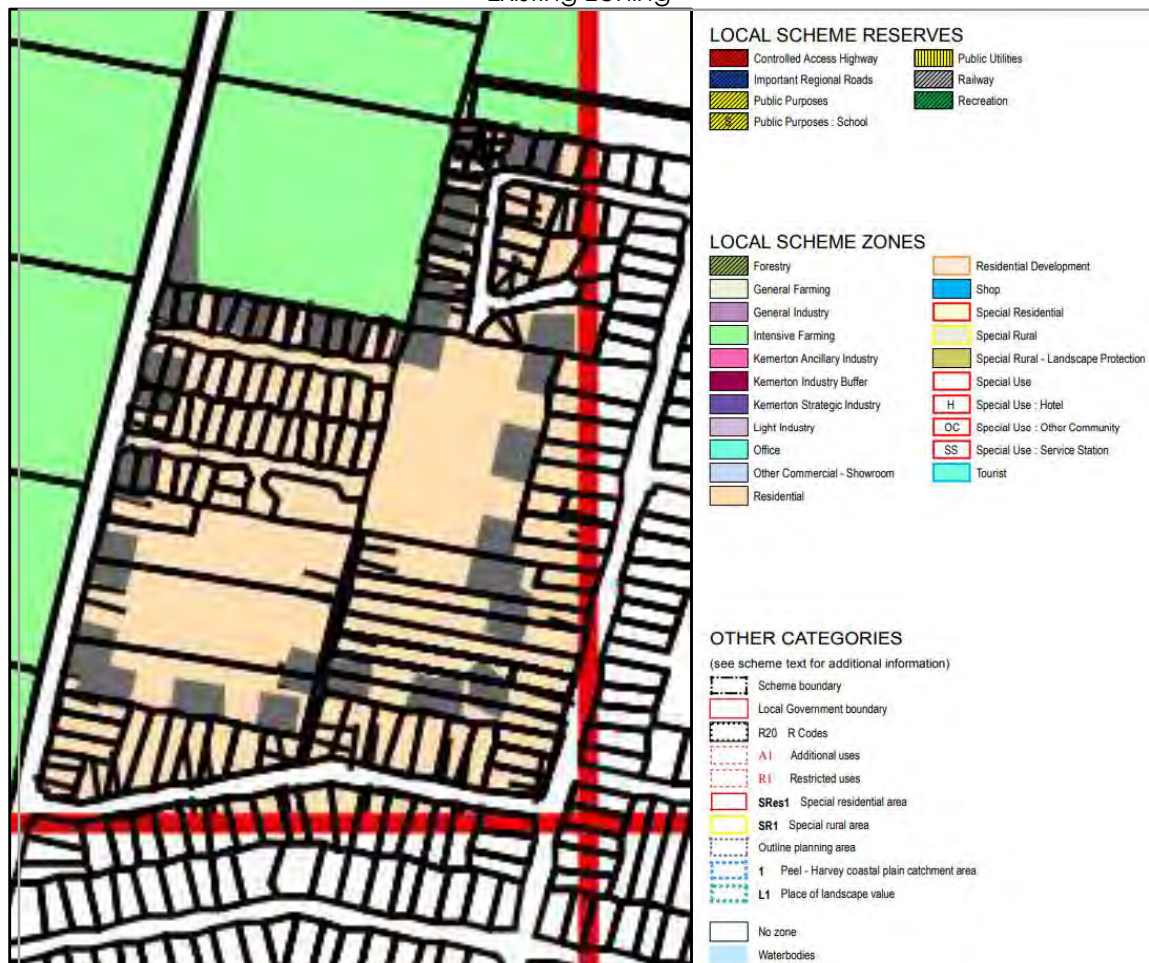 LOCAL SCHEME RESERVES
Controlled Access Highway
Important Regional Roads
Public Purposes
S Public Purposes : School
Public Utilities
Railway
Recreation
LOCAL SCHEME ZONES
Forestry
General Farming
General Industry
Intensive Farming
Kemerton Ancillary Industry
Kemerton Industry Buffer
Kemerton Strategic Industry
Light Industry
Office
Other Commercial - Showroom
Residential
Residential Development
Shop
Special Residential
Special Rural
Special Rural - Landscape Protection
Special Use
H Special Use : Hotel
OC Special Use : Other Community
SS Special Use : Service Station
Tourist
OTHER CATEGORIES
(see scheme text for additional information)
Scheme boundary
Local Government boundary
R20 R Codes
A1 Additional uses
R1 Restricted uses
SRes1 Special residential area
SR1 Special rural area
Outline planning area
1 Peel - Harvey coastal plain catchment area
L1 Place of landscape value
No zone
Waterbodies